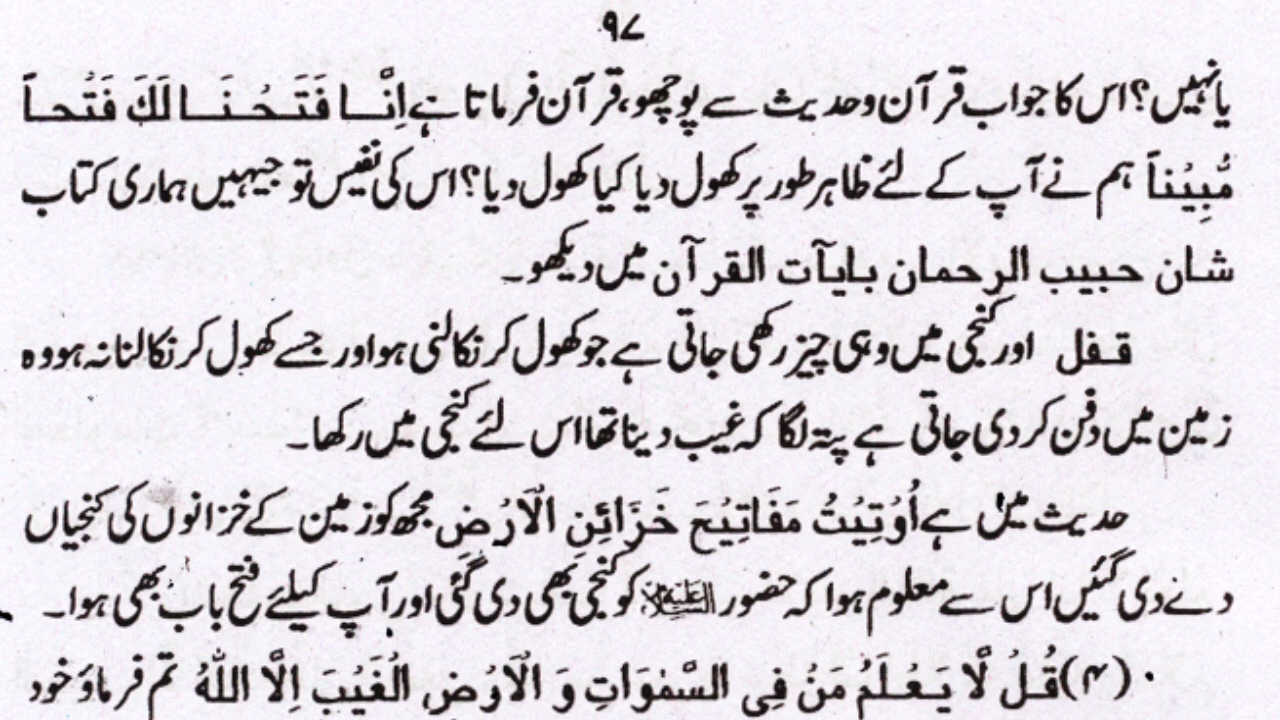 ۹۷
یا نہیں؟ اس کا جواب قرآن وحدیث سے پوچھو، قرآن فرماتا ہے اِنَّا فَتَحُنَا لَکَ فَتُحاً
مُّبِیُناً ہم نے آپ کے لئے ظاہر طور پر کھول دیا کیا کھول دیا؟ اس کی نفیس توجیہیں ہماری کتاب
شان حبیب الرحمان بایآت القرآن میں دیکھو۔
قفل اور کنجی میں وہی چیز رکھی جاتی ہے جو کھول کر نکالنی ہو اور جسے کھول کر نکالنا نہ ہو وہ
زمین میں دفن کر دی جاتی ہے پتہ لگا کہ غیب دینا تھا اس لئے کنجی میں رکھا۔
حدیث میں ہے اُوُتِیُتُ مَفَاتِیُحَ خَزَائِنِ الْاَرُضِ مجھ کو زمین کے خزانوں کی کنجیاں
دے دی گئیں اس سے معلوم ہوا کہ حضور کو کنجی بھی دی گئی اور آپ کیلئے فتح باب بھی ہوا۔
(۴) قُلُ لَّا یَعُلَمُ مَنُ فِی السَّمٰوَاتِ وَ الْاَرُضِ الُغَیُبَ اِلَّا اللّٰہُ تم فرماؤ خود